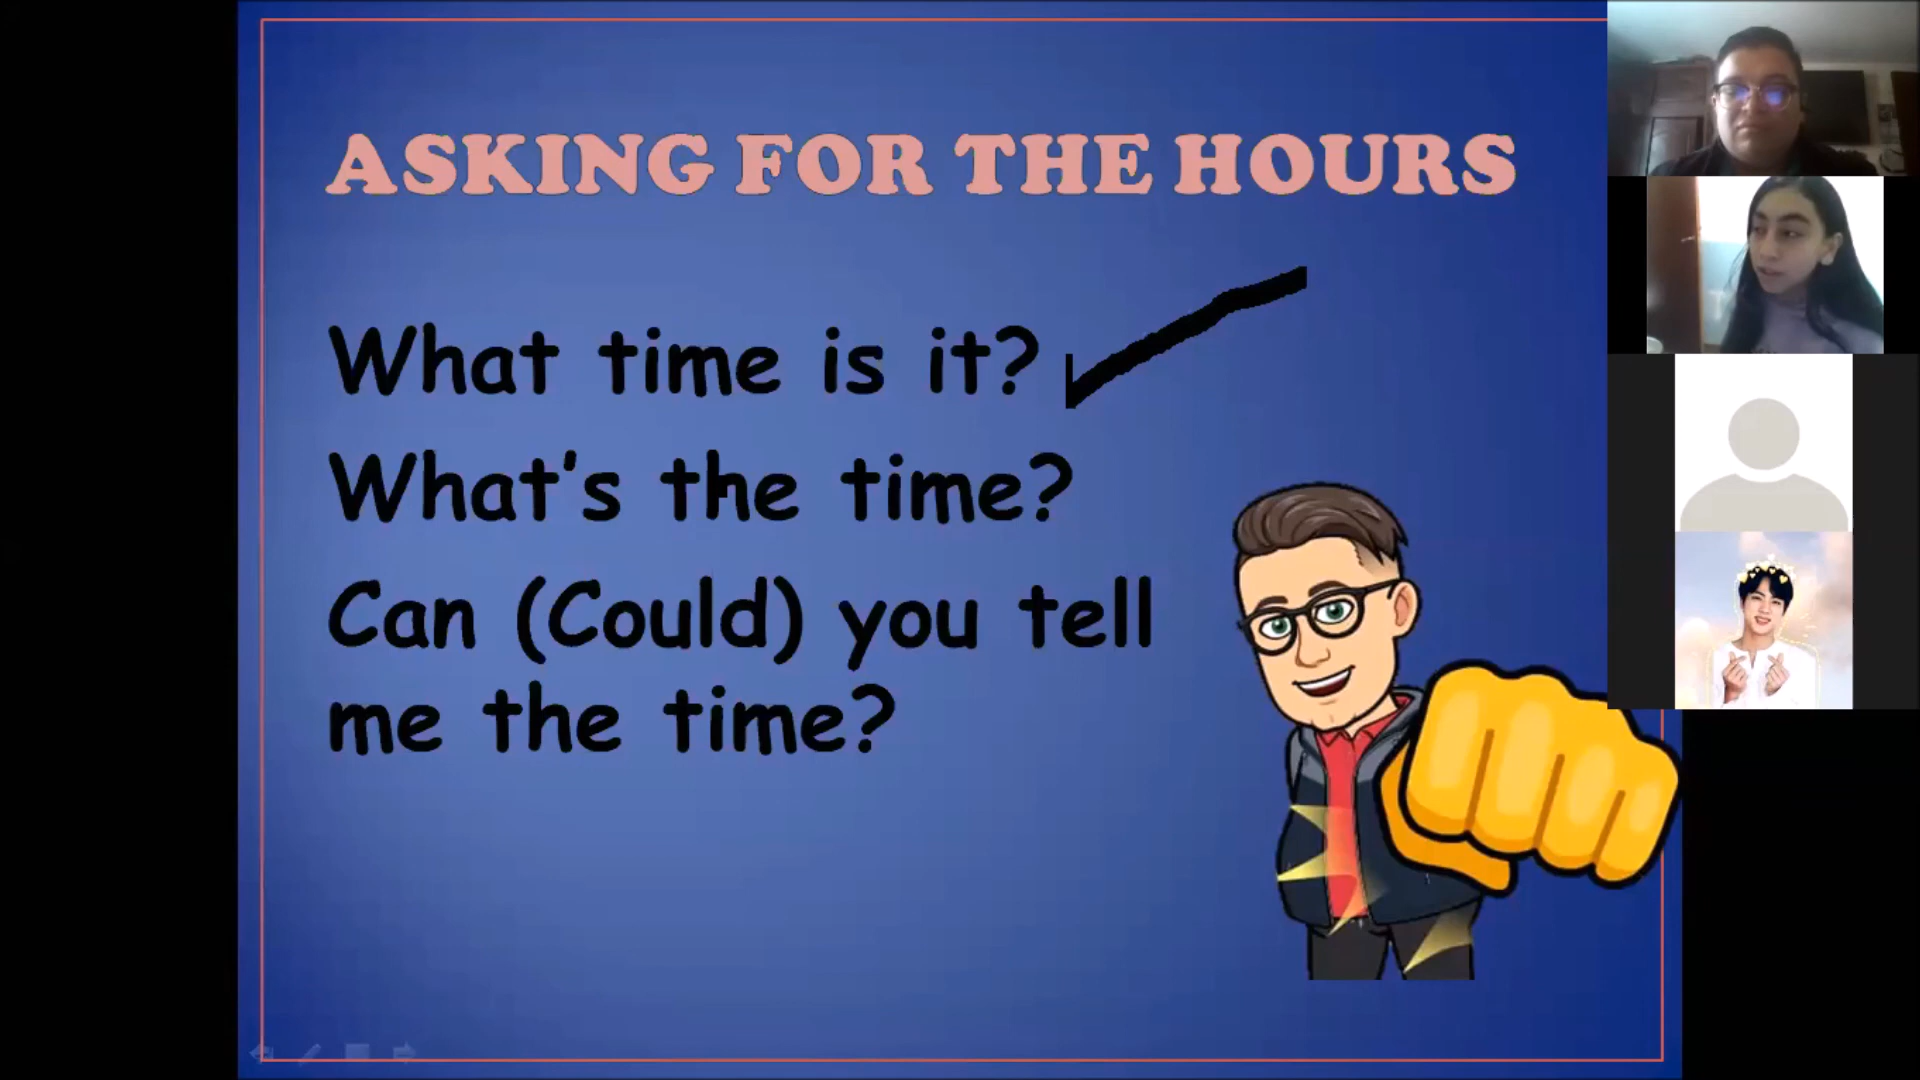 ASKING FOR THE HOURS
What time is it?
What's the time?
Can (Could) you tell
me the time?